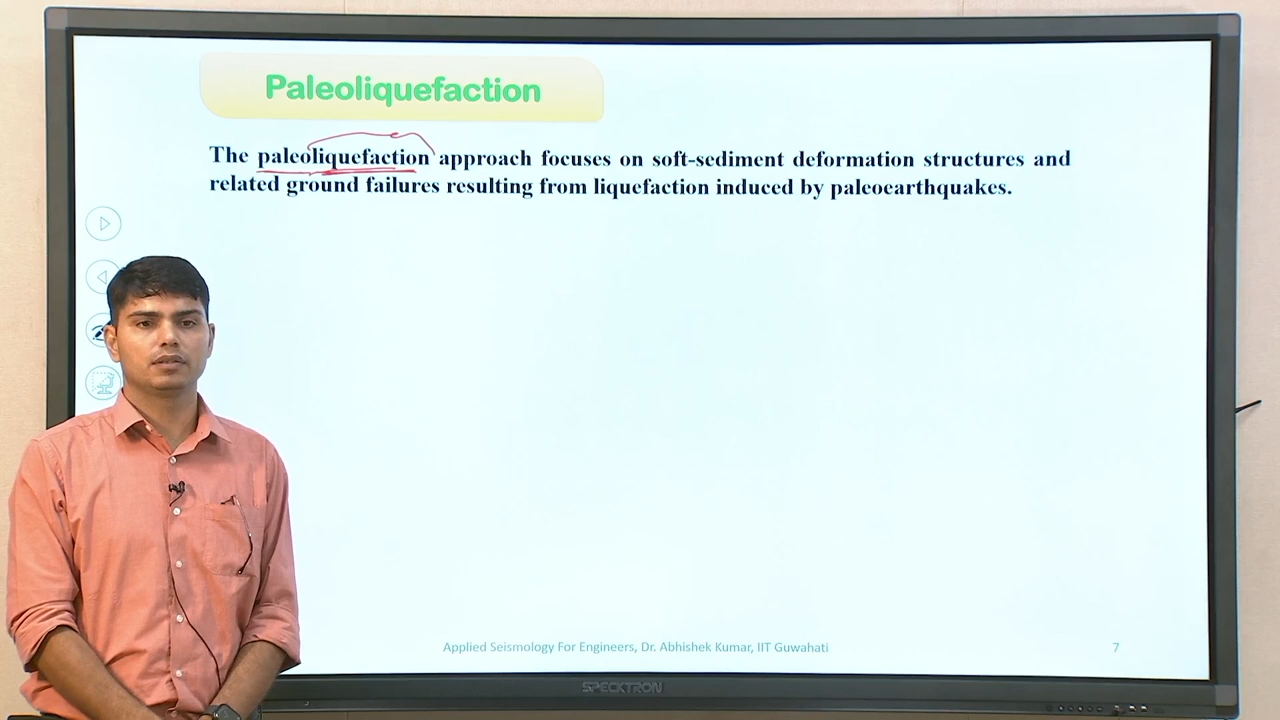 Paleoliquefaction
The paleoliquefaction approach focuses on soft-sediment deformation structures and
related ground failures resulting from liquefaction induced by paleoearthquakes.
Applied Seismology For Engineers, Dr. Abhishek Kumar, IIT Guwahati
7
SPECKTRON